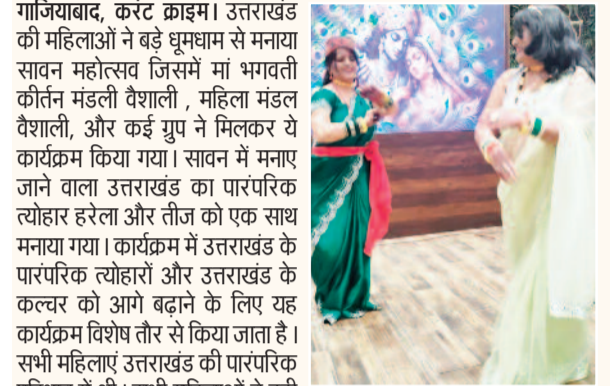 गाजियाबाद, करंट क्राइम। उत्तराखंड
की महिलाओं ने बड़े धूमधाम से मनाया
सावन महोत्सव जिसमें मां भगवती
कीर्तन मंडली वैशाली , महिला मंडल
वैशाली, और कई ग्रुप ने मिलकर ये
कार्यक्रम किया गया। सावन में मनाए
जाने वाला उत्तराखंड का पारंपरिक
त्योहार हरेला और तीज को एक साथ
मनाया गया। कार्यक्रम में उत्तराखंड के
पारंपरिक त्योहारों और उत्तराखंड के
कल्चर को आगे बढ़ाने के लिए यह
कार्यक्रम विशेष तौर से किया जाता है।
सभी महिलाएं उत्तराखंड की पारंपरिक